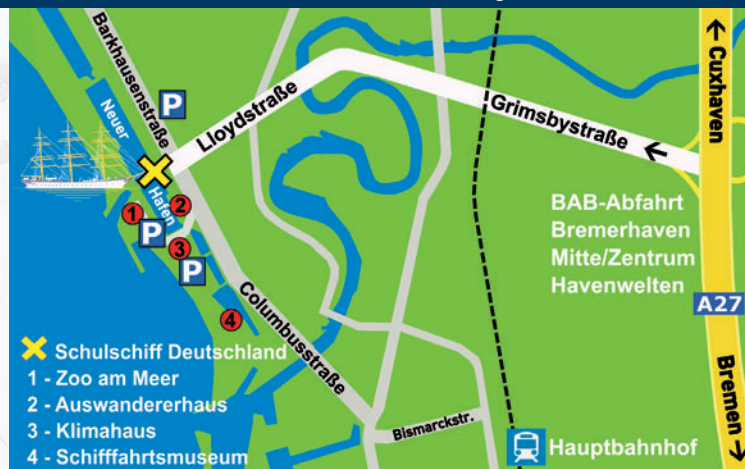 Barkhausenstraße
P
Neuer
Hafen
Lloydstraße
Grimsbystraße
←
← Cuxhaven
1
2
P
3
P
4
BAB-Abfahrt
Bremerhaven
Mitte/Zentrum
Havenwelten
A27
Bremen →
Columbusstraße
Bismarckstr.
Hauptbahnhof
Schulschiff Deutschland
1 - Zoo am Meer
2 - Auswandererhaus
3 - Klimahaus
4 - Schifffahrtsmuseum